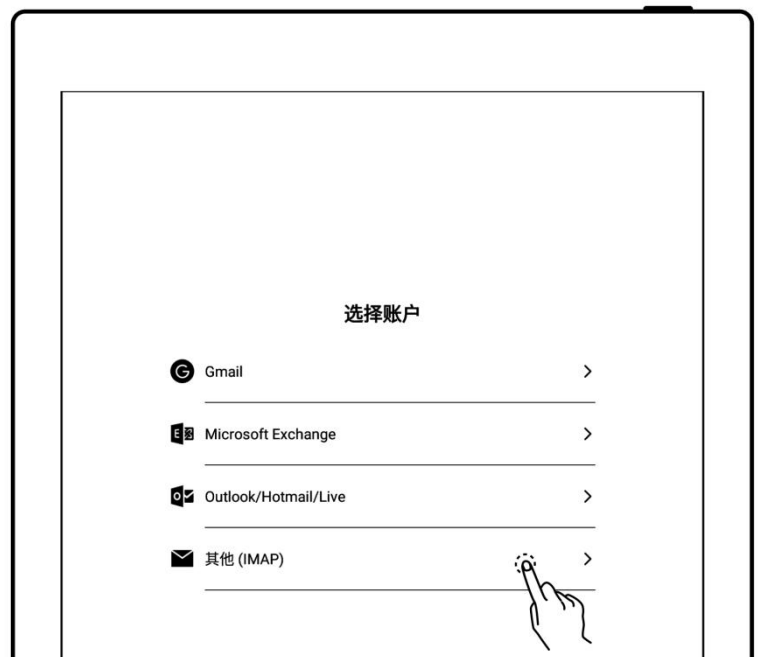 选择账户
Gmail
Microsoft Exchange
Outlook/Hotmail/Live
其他 (IMAP)